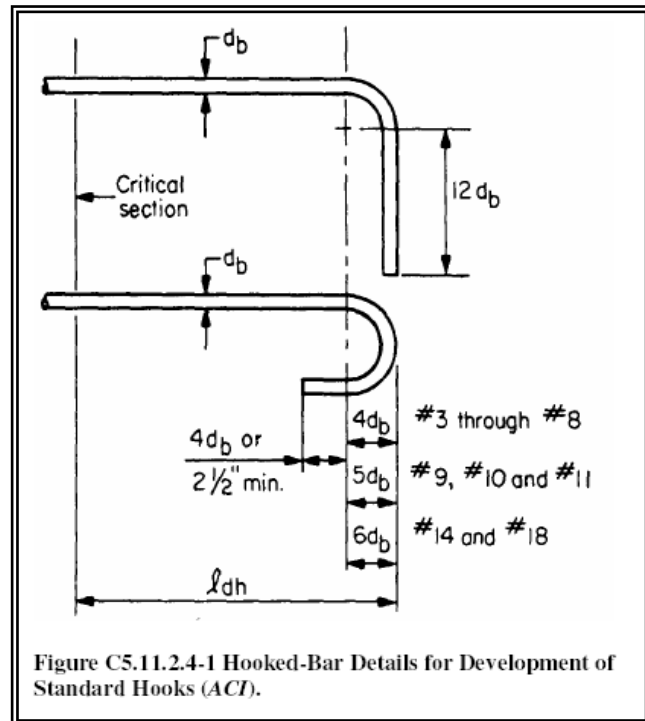 d_b
Critical
section
12d_b
d_b
4d_b or
2 ½" min.
4d_b #3 through #8
5d_b #9, #10 and #11
6d_b #14 and #18
ℓ_dh
Figure C5.11.2.4-1 Hooked-Bar Details for Development of
Standard Hooks (ACI).